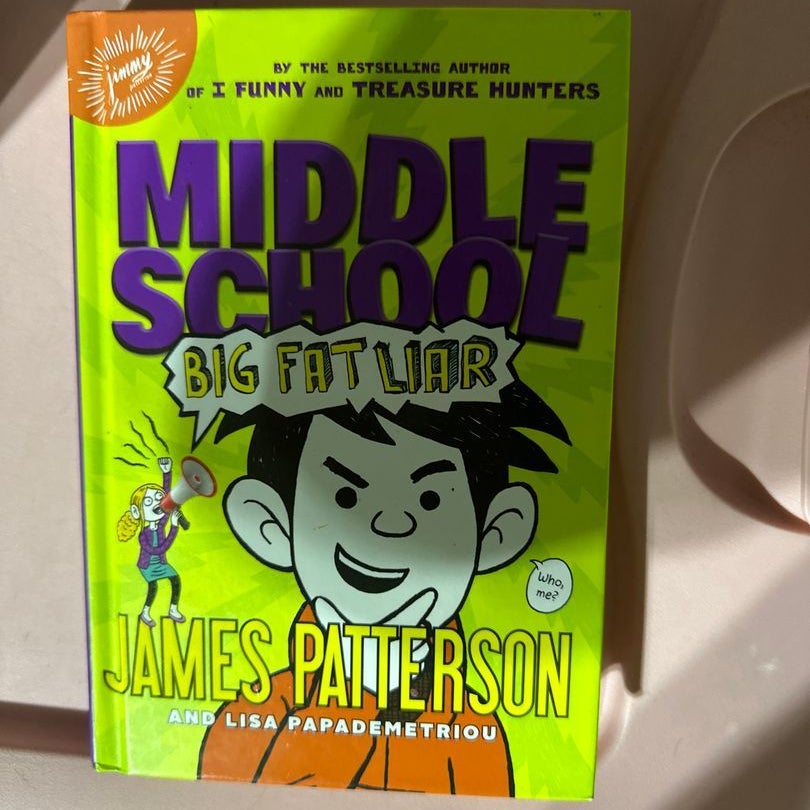 jimmy
patterson
BY THE BESTSELLING AUTHOR
OF I FUNNY AND TREASURE HUNTERS
MIDDLE
SCHOOL
BIG FAT LIAR
Who,
me?
JAMES PATTERSON
AND LISA PAPADEMETRIOU